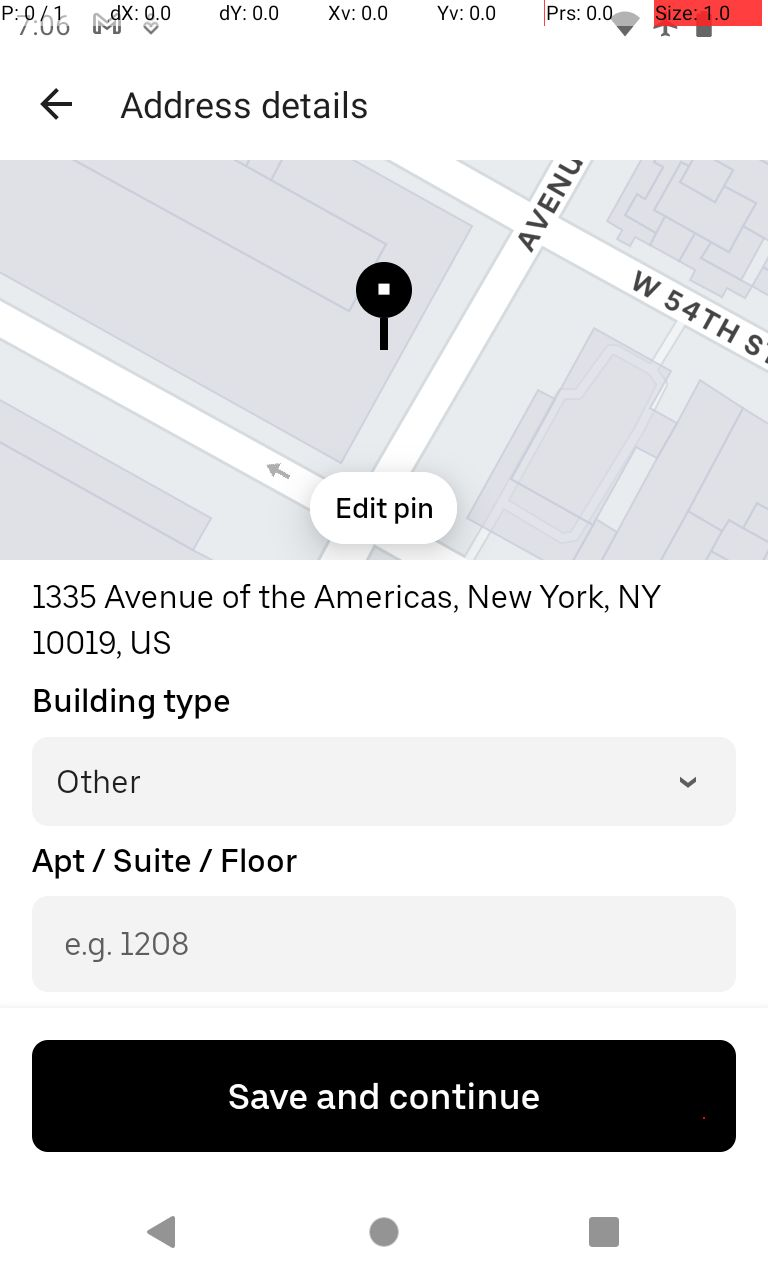 P: 0 / 1 dX: 0.0 dY: 0.0 Xv: 0.0 Yv: 0.0 Prs: 0.0 Size: 1.0
7:06
Address details
AVENU
W 54TH ST
Edit pin
1335 Avenue of the Americas, New York, NY
10019, US
Building type
Other
Apt / Suite / Floor
e.g. 1208
Save and continue